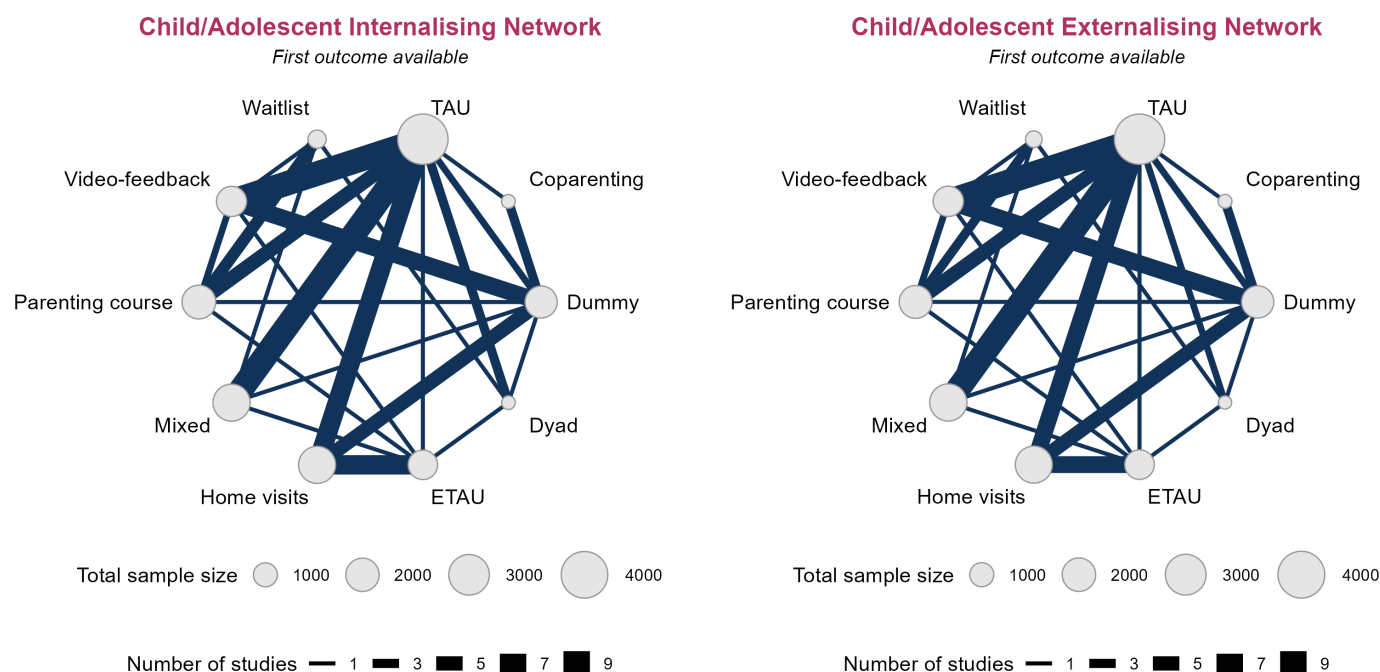 Child/Adolescent Internalising Network
First outcome available
Waitlist
TAU
Video-feedback
Coparenting
Parenting course
Dummy
Mixed
Dyad
Home visits
ETAU
Total sample size 1000 2000 3000 4000
Number of studies 1 3 5 7 9
Child/Adolescent Externalising Network
First outcome available
Waitlist
TAU
Video-feedback
Coparenting
Parenting course
Dummy
Mixed
Dyad
Home visits
ETAU
Total sample size 1000 2000 3000 4000
Number of studies 1 3 5 7 9